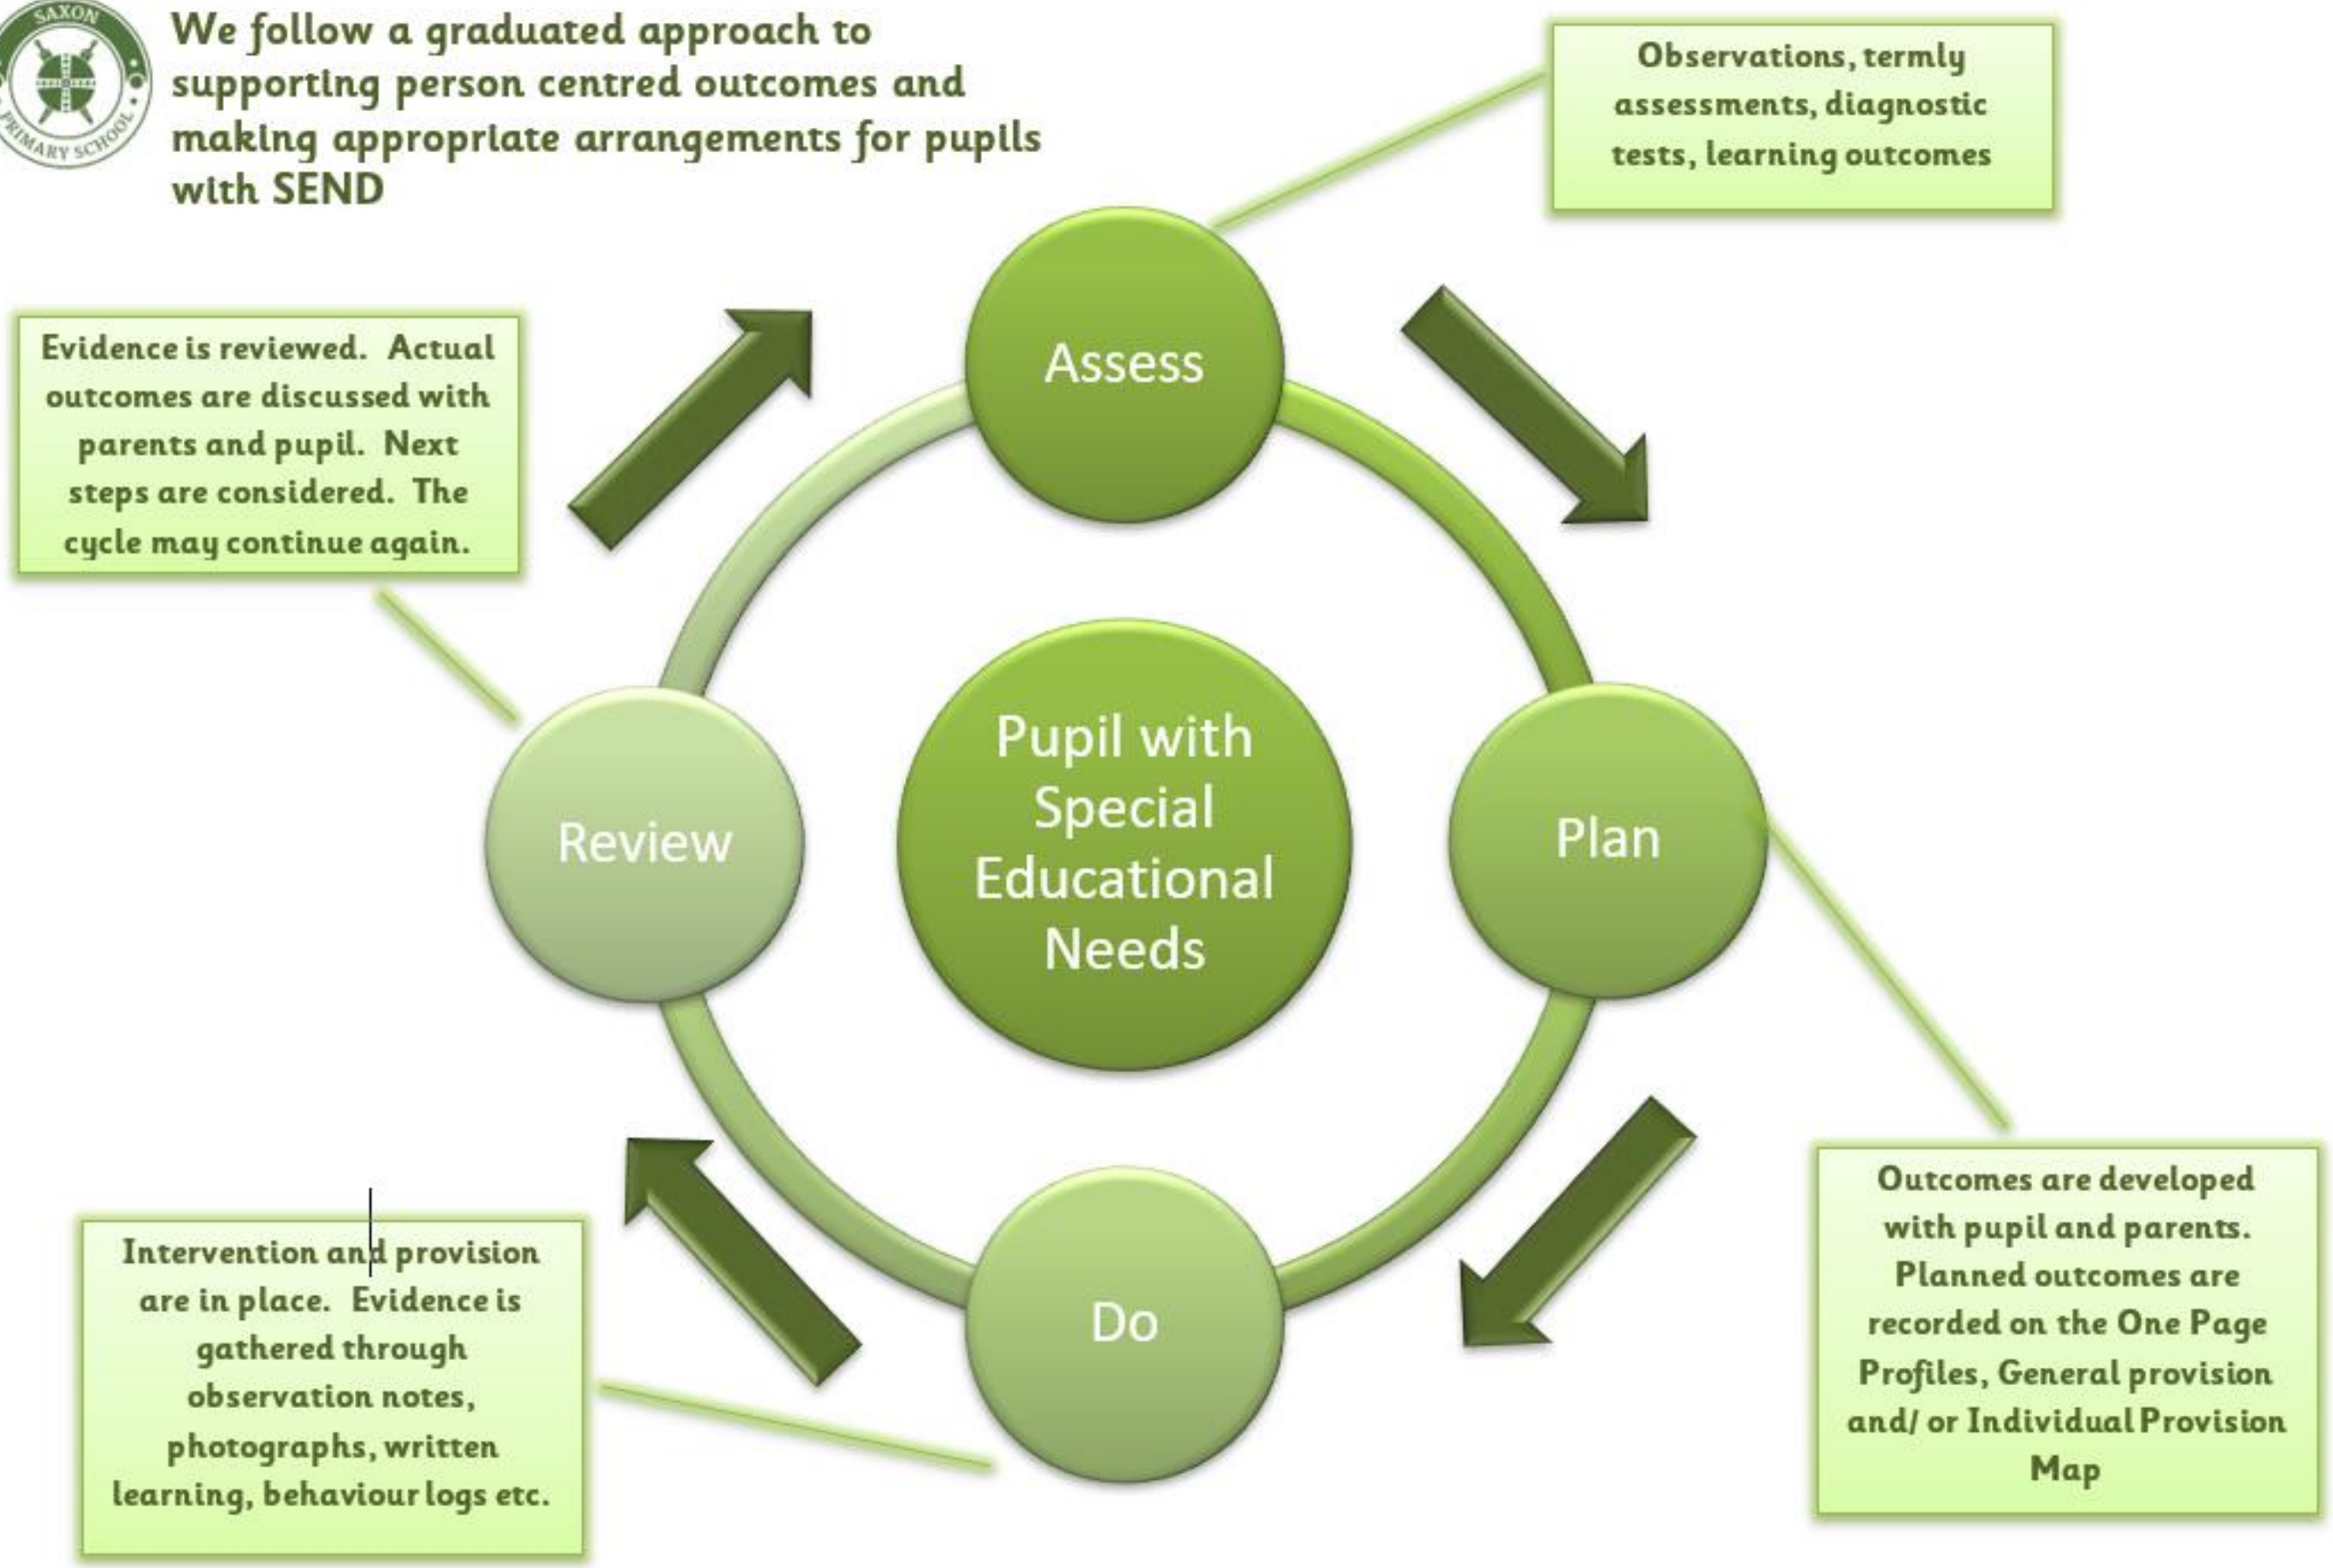 SAXON
PRIMARY SCHOOL
We follow a graduated approach to
supporting person centred outcomes and
making appropriate arrangements for pupils
with SEND
Observations, termly
assessments, diagnostic
tests, learning outcomes
Assess
Evidence is reviewed. Actual
outcomes are discussed with
parents and pupil. Next
steps are considered. The
cycle may continue again.
Pupil with
Special
Educational
Needs
Review
Plan
Do
Outcomes are developed
with pupil and parents.
Planned outcomes are
recorded on the One Page
Profiles, General provision
and/ or Individual Provision
Map
Intervention and provision
are in place. Evidence is
gathered through
observation notes,
photographs, written
learning, behaviour logs etc.